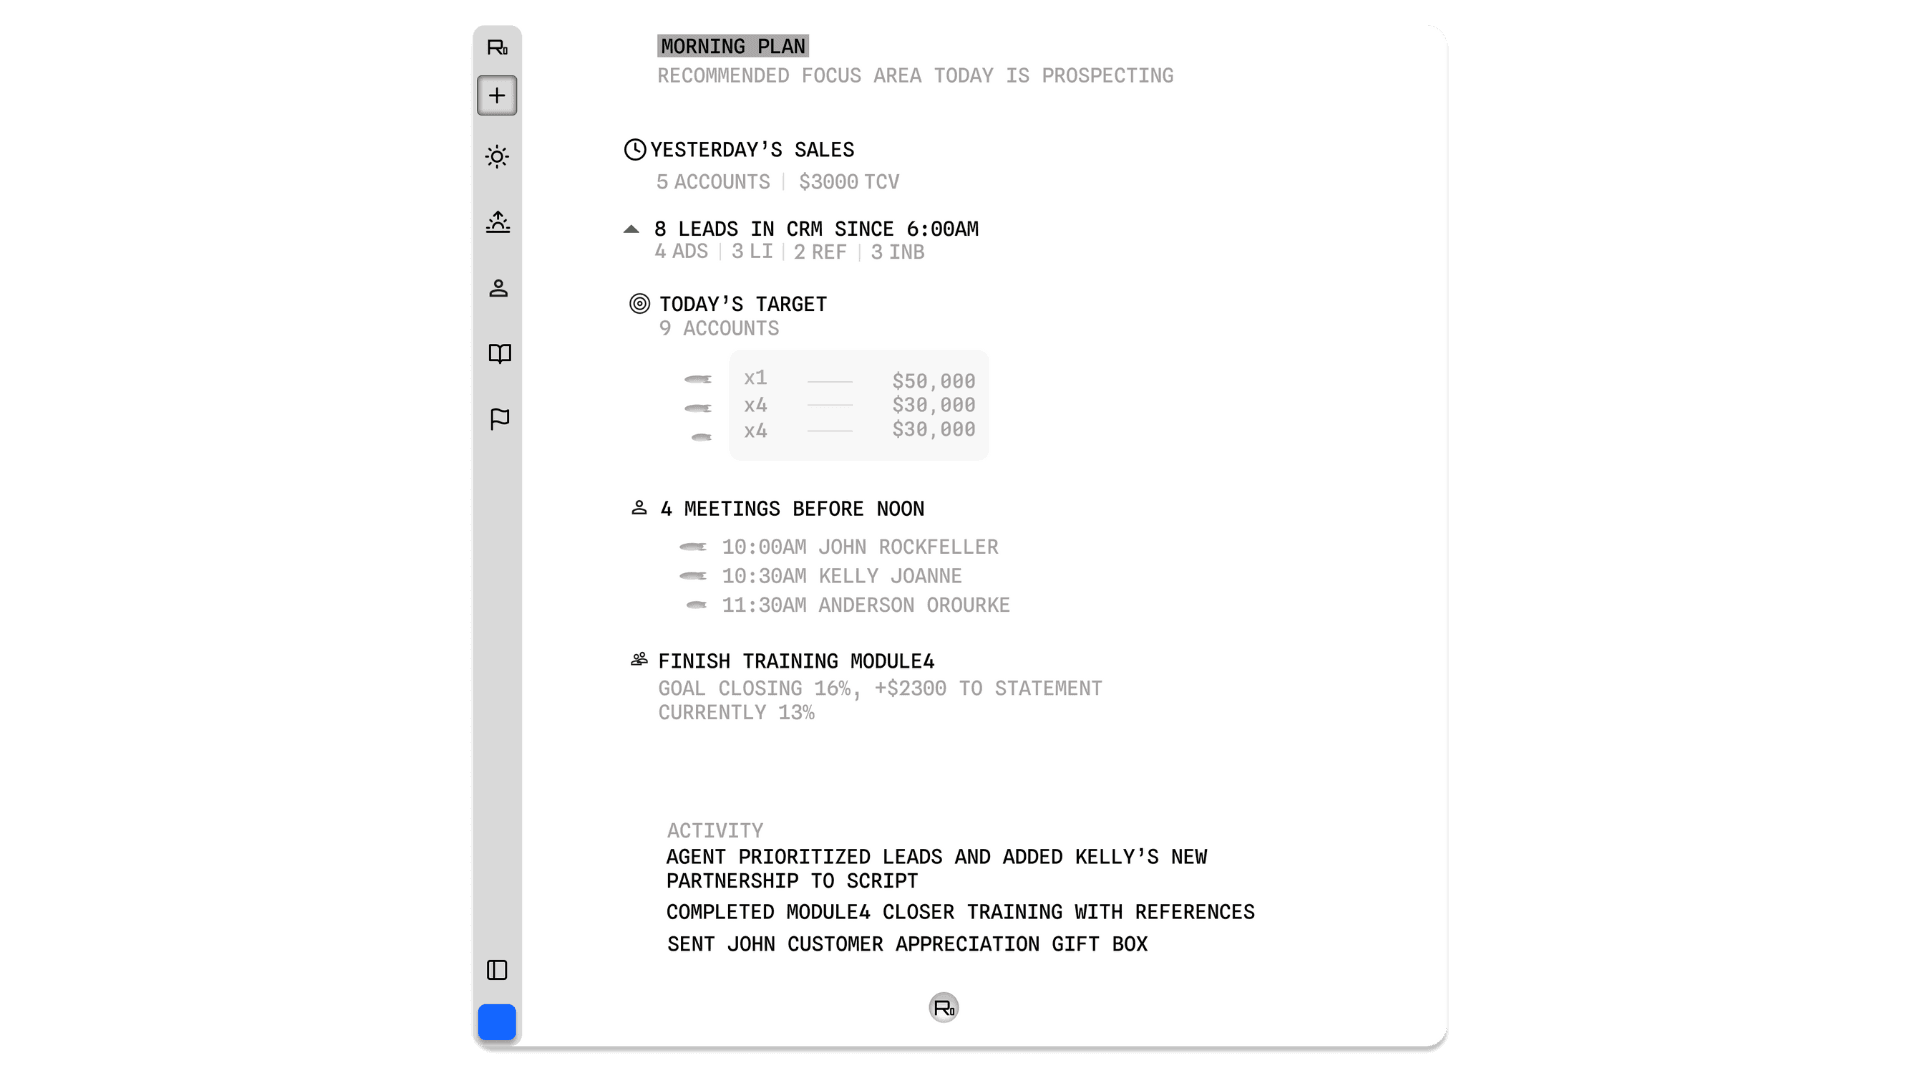 R0
MORNING PLAN
RECOMMENDED FOCUS AREA TODAY IS PROSPECTING
YESTERDAY’S SALES
5 ACCOUNTS | $3000 TCV
8 LEADS IN CRM SINCE 6:00AM
4 ADS | 3 LI | 2 REF | 3 INB
TODAY’S TARGET
9 ACCOUNTS
x1 $50,000
x4 $30,000
x4 $30,000
4 MEETINGS BEFORE NOON
10:00AM JOHN ROCKFELLER
10:30AM KELLY JOANNE
11:30AM ANDERSON OROURKE
FINISH TRAINING MODULE4
GOAL CLOSING 16%, +$2300 TO STATEMENT
CURRENTLY 13%
ACTIVITY
AGENT PRIORITIZED LEADS AND ADDED KELLY’S NEW
PARTNERSHIP TO SCRIPT
COMPLETED MODULE4 CLOSER TRAINING WITH REFERENCES
SENT JOHN CUSTOMER APPRECIATION GIFT BOX
R0